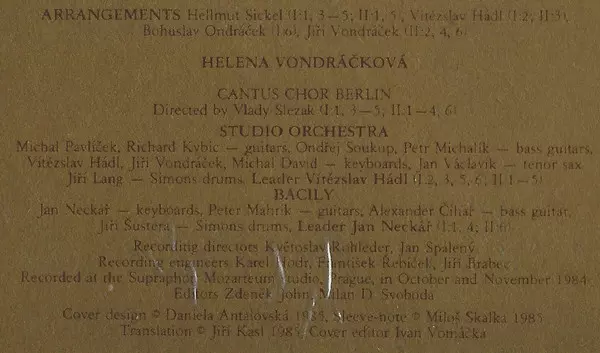 ARRANGEMENTS Hellmut Sickel (I:1, 3—5; II:1, 5), Vítězslav Hádl (I:2; II:3),
Bohuslav Ondráček (I:6), Jiří Vondráček (II:2, 4, 6)
HELENA VONDRÁČKOVÁ
CANTUS CHOR BERLIN
Directed by Vlady Slezak (I:1, 3—5; II:1—4, 6)
STUDIO ORCHESTRA
Michal Pavlíček, Richard Kybic — guitars, Ondřej Soukup, Petr Michalík — bass guitars,
Vítězslav Hádl, Jiří Vondráček, Michal David — keyboards, Jan Václavík — tenor sax,
Jiří Lang — Simons drums, Leader Vítězslav Hádl (I:2, 3, 5, 6; II:1—5)
BACILY
Jan Neckář — keyboards, Peter Mahrik — guitars, Alexander Čihař — bass guitar,
Jiří Šustera — Simons drums, Leader Jan Neckář (I:1, 4; II:6)
Recording directors Květoslav Rohleder, Jan Spálený
Recording engineers Karel Hodr, František Řebíček, Jiří Brabec
Recorded at the Supraphon Mozarteum Studio, Prague, in October and November 1984
Editors Zdeněk John, Milan D. Svoboda
Cover design © Daniela Antalovská 1985, Sleeve-note © Miloš Skalka 1985
Translation © Jiří Kasl 1985, Cover editor Ivan Vomáčka